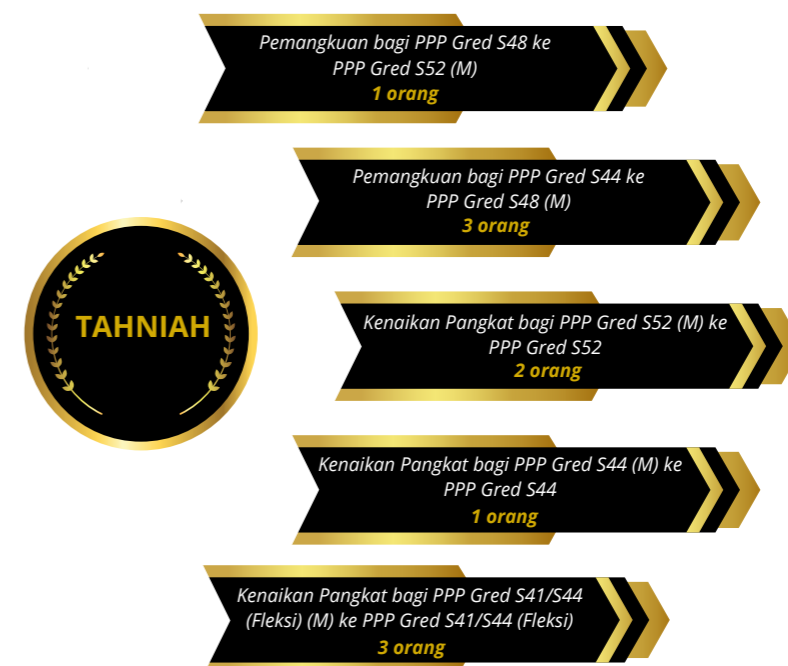 Pemangkuan bagi PPP Gred S48 ke
PPP Gred S52 (M)
1 orang
Pemangkuan bagi PPP Gred S44 ke
PPP Gred S48 (M)
3 orang
TAHNIAH
Kenaikan Pangkat bagi PPP Gred S52 (M) ke
PPP Gred S52
2 orang
Kenaikan Pangkat bagi PPP Gred S44 (M) ke
PPP Gred S44
1 orang
Kenaikan Pangkat bagi PPP Gred S41/S44
(Fleksi) (M) ke PPP Gred S41/S44 (Fleksi)
3 orang